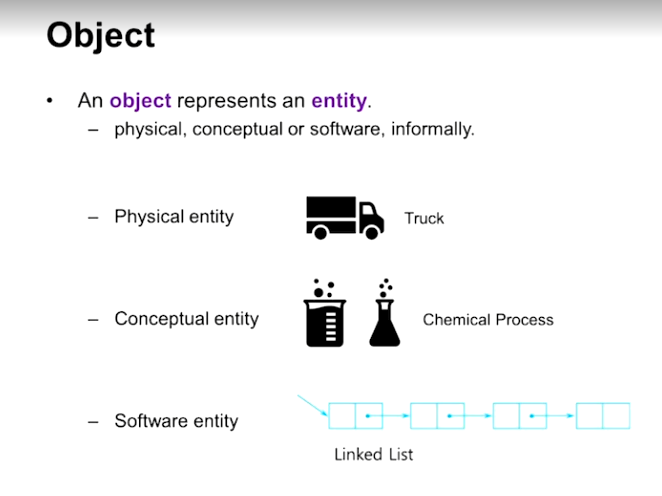 Object
• An object represents an entity.
– physical, conceptual or software, informally.
– Physical entity
Truck
– Conceptual entity
Chemical Process
– Software entity
Linked List